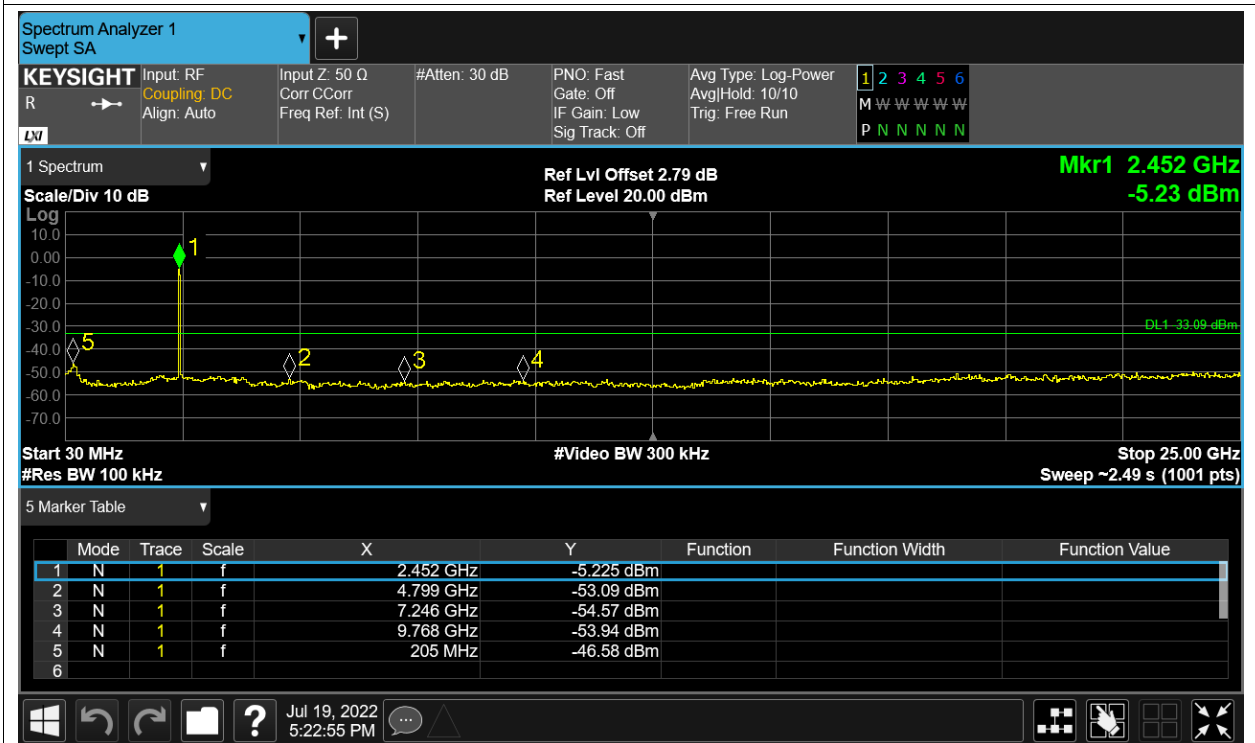 Spectrum Analyzer 1
Swept SA
+
KEYSIGHT
R
LXI
Input: RF
Coupling: DC
Align: Auto
Input Z: 50 Ω
Corr CCorr
Freq Ref: Int (S)
#Atten: 30 dB
PNO: Fast
Gate: Off
IF Gain: Low
Sig Track: Off
Avg Type: Log-Power
Avg|Hold: 10/10
Trig: Free Run
1 2 3 4 5 6
M W W W W W
P N N N N N
1 Spectrum
Ref Lvl Offset 2.79 dB
Mkr1 2.452 GHz
Scale/Div 10 dB
Ref Level 20.00 dBm
-5.23 dBm
Log
10.0
0.00
-10.0
-20.0
-30.0
-40.0
-50.0
-60.0
-70.0
1
5
2
3
4
DL1 -33.09 dBm
Start 30 MHz
#Video BW 300 kHz
Stop 25.00 GHz
#Res BW 100 kHz
Sweep ~2.49 s (1001 pts)
5 Marker Table
Mode Trace Scale X Y Function Function Width Function Value
1 N 1 f 2.452 GHz -5.225 dBm
2 N 1 f 4.799 GHz -53.09 dBm
3 N 1 f 7.246 GHz -54.57 dBm
4 N 1 f 9.768 GHz -53.94 dBm
5 N 1 f 205 MHz -46.58 dBm
6
?
Jul 19, 2022
5:22:55 PM